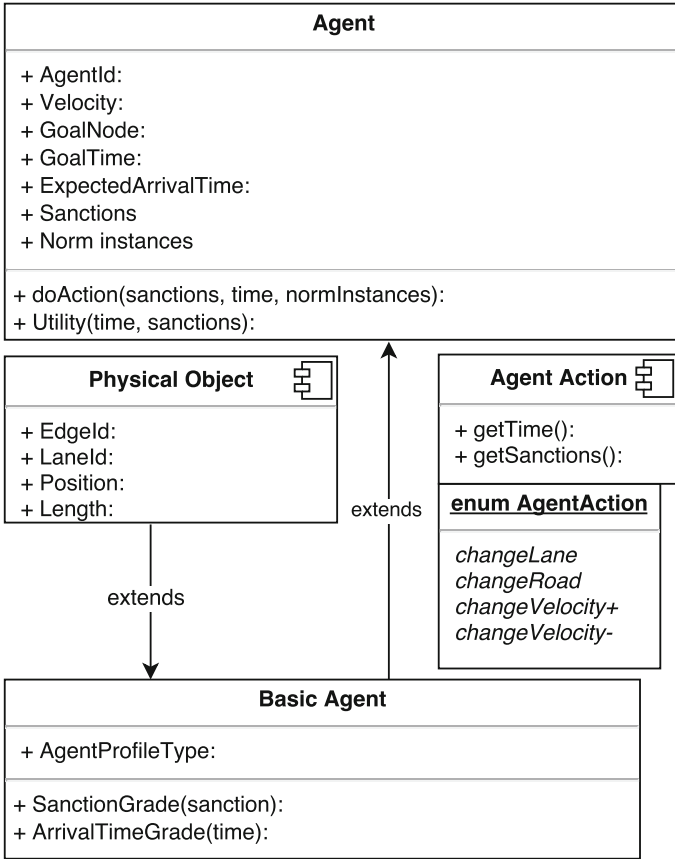 Agent
+ AgentId:
+ Velocity:
+ GoalNode:
+ GoalTime:
+ ExpectedArrivalTime:
+ Sanctions
+ Norm instances
+ doAction(sanctions, time, normInstances):
+ Utility(time, sanctions):
Physical Object
+ EdgeId:
+ LaneId:
+ Position:
+ Length:
Agent Action
+ getTime():
+ getSanctions():
enum AgentAction
changeLane
changeRoad
changeVelocity+
changeVelocity-
extends
extends
Basic Agent
+ AgentProfileType:
+ SanctionGrade(sanction):
+ ArrivalTimeGrade(time):